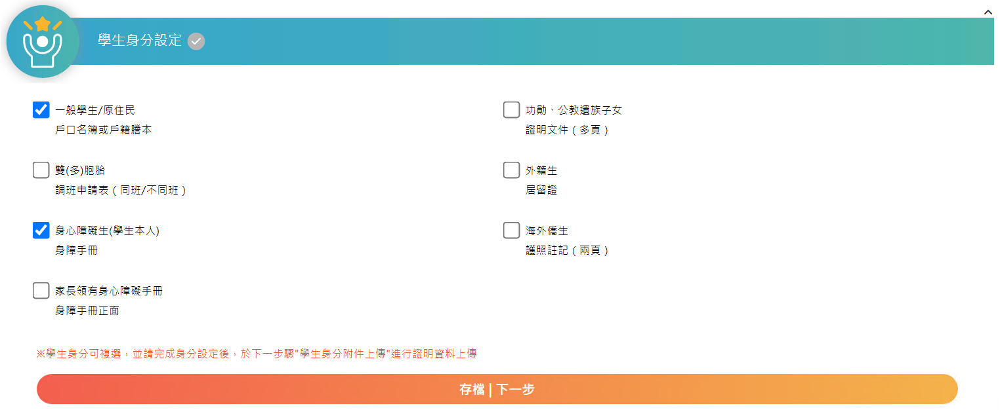 學生身分設定
一般學生/原住民
戶口名簿或戶籍謄本
功勛、公教遺族子女
證明文件（多頁）
雙(多)胞胎
調班申請表（同班/不同班）
外籍生
居留證
身心障礙生(學生本人)
身障手冊
海外僑生
護照註記（兩頁）
家長領有身心障礙手冊
身障手冊正面
※學生身分可複選，並請完成身分設定後，於下一步驟"學生身分附件上傳"進行證明資料上傳
存檔 | 下一步